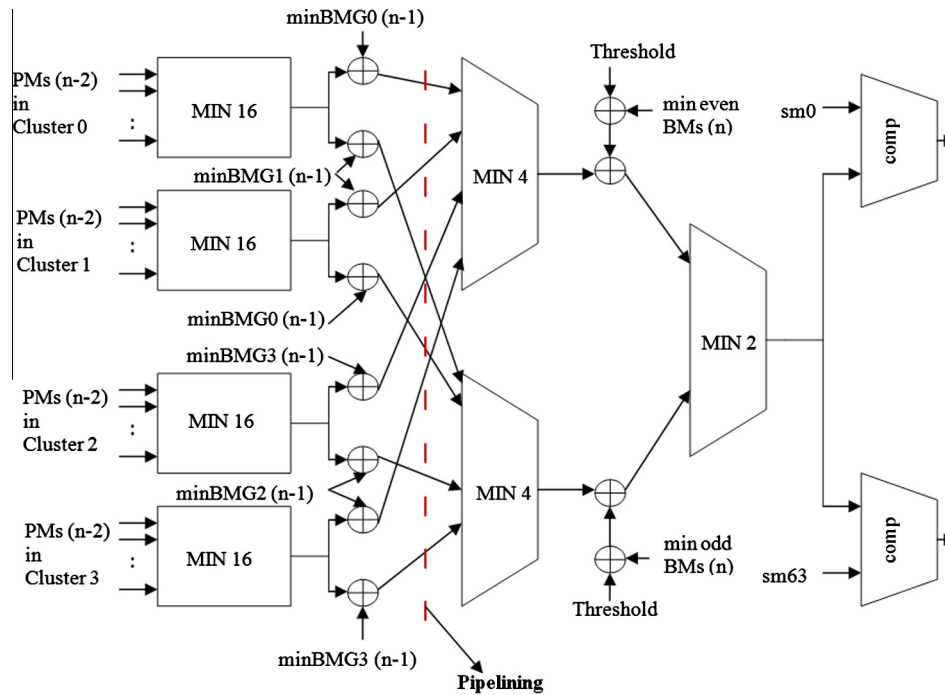 minBMG0 (n-1)
PMs (n-2)
in
Cluster 0
:
MIN 16
minBMG1 (n-1)
PMs (n-2)
in
Cluster 1
:
MIN 16
minBMG0 (n-1)
minBMG3 (n-1)
PMs (n-2)
in
Cluster 2
:
MIN 16
minBMG2 (n-1)
PMs (n-2)
in
Cluster 3
:
MIN 16
minBMG3 (n-1)
Pipelining
MIN 4
MIN 4
Threshold
min even
BMs (n)
min odd
BMs (n)
Threshold
MIN 2
sm0
comp
comp
sm63